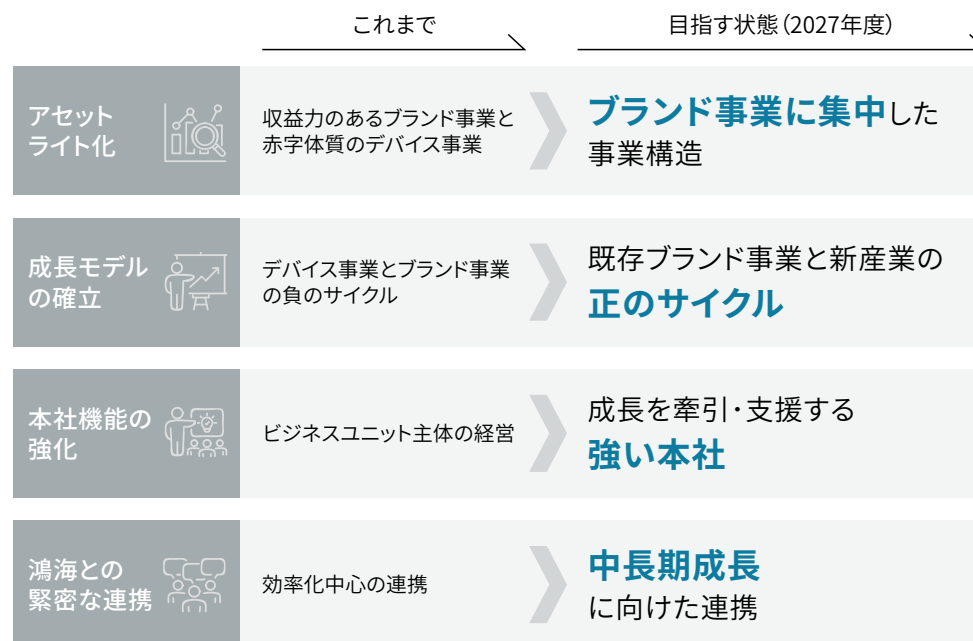 これまで
目指す状態（2027年度）
アセット
ライト化
収益力のあるブランド事業と
赤字体質のデバイス事業
ブランド事業に集中した
事業構造
成長モデル
の確立
デバイス事業とブランド事業
の負のサイクル
既存ブランド事業と新産業の
正のサイクル
本社機能の
強化
ビジネスユニット主体の経営
成長を牽引・支援する
強い本社
鴻海との
緊密な連携
効率化中心の連携
中長期成長
に向けた連携